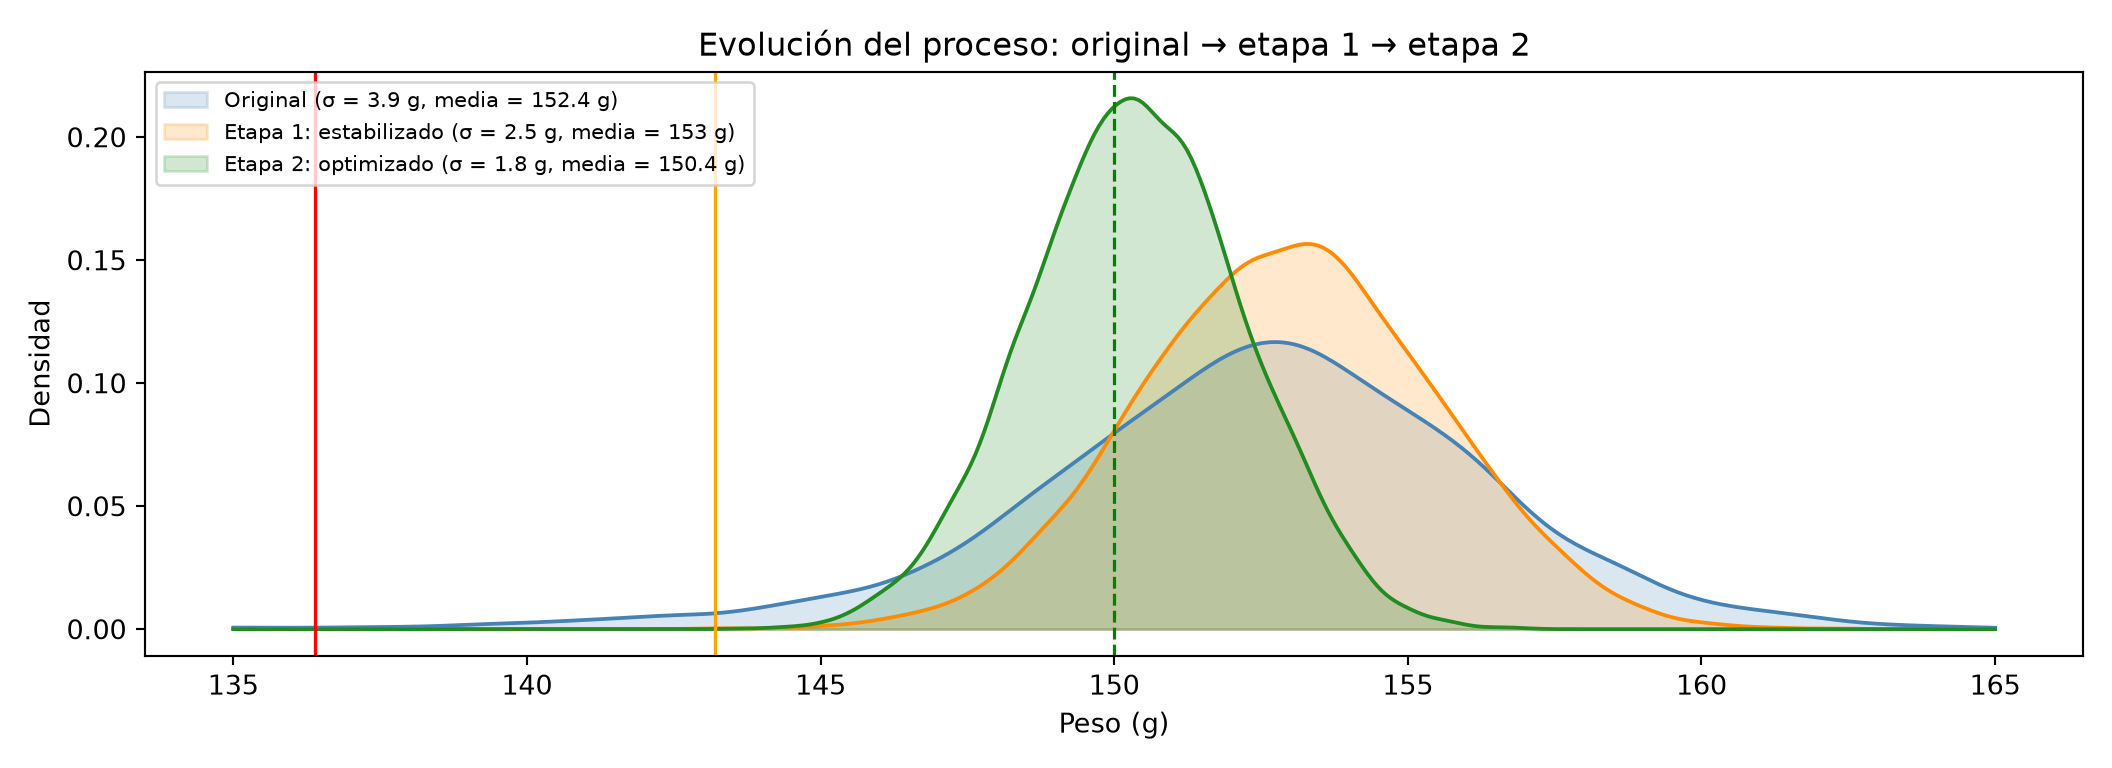 Evolución del proceso: original → etapa 1 → etapa 2
Original (σ = 3.9 g, media = 152.4 g)
Etapa 1: estabilizado (σ = 2.5 g, media = 153 g)
Etapa 2: optimizado (σ = 1.8 g, media = 150.4 g)
Densidad
0.20
0.15
0.10
0.05
0.00
135 140 145 150 155 160 165
Peso (g)